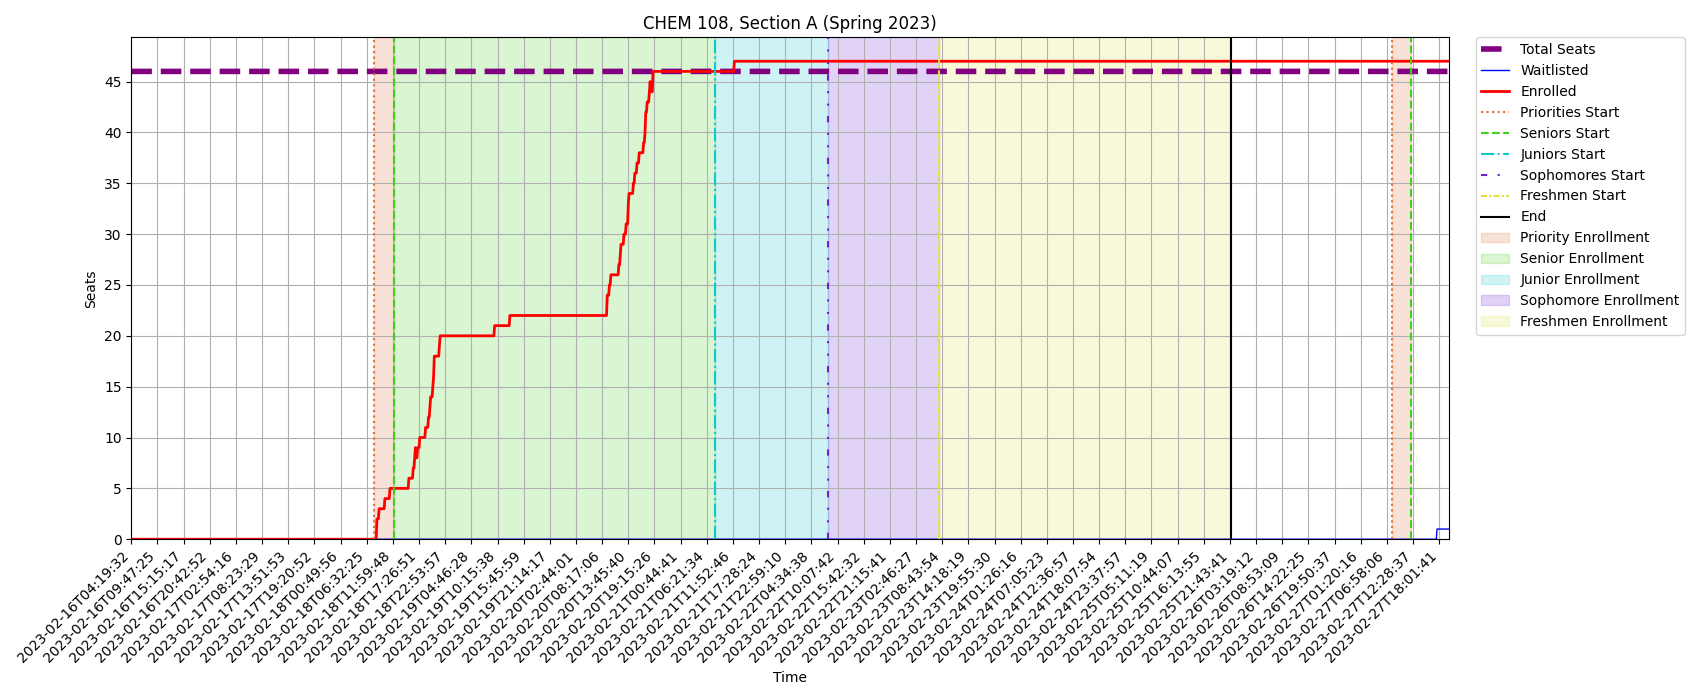 CHEM 108, Section A (Spring 2023)
Seats
45
40
35
30
25
20
15
10
5
0
2023-02-16T04:19:32
2023-02-16T09:47:25
2023-02-16T15:15:17
2023-02-16T20:42:52
2023-02-17T02:54:16
2023-02-17T08:23:29
2023-02-17T13:51:53
2023-02-17T19:20:52
2023-02-18T00:49:56
2023-02-18T06:32:25
2023-02-18T11:59:48
2023-02-18T17:26:51
2023-02-18T22:53:57
2023-02-19T04:46:28
2023-02-19T10:15:38
2023-02-19T15:45:59
2023-02-19T21:14:17
2023-02-20T02:44:01
2023-02-20T08:17:06
2023-02-20T13:45:40
2023-02-20T19:15:26
2023-02-21T00:44:41
2023-02-21T06:21:34
2023-02-21T11:52:46
2023-02-21T17:28:24
2023-02-21T22:59:10
2023-02-22T04:34:38
2023-02-22T10:07:42
2023-02-22T15:42:32
2023-02-22T21:15:41
2023-02-23T02:46:27
2023-02-23T08:43:54
2023-02-23T14:18:19
2023-02-23T19:55:30
2023-02-24T01:26:16
2023-02-24T07:05:23
2023-02-24T12:36:57
2023-02-24T18:07:54
2023-02-24T23:37:57
2023-02-25T05:11:19
2023-02-25T10:44:07
2023-02-25T16:13:55
2023-02-25T21:43:41
2023-02-26T03:19:12
2023-02-26T08:53:09
2023-02-26T14:22:25
2023-02-26T19:50:37
2023-02-27T01:20:16
2023-02-27T06:58:06
2023-02-27T12:28:37
2023-02-27T18:01:41
Time
Total Seats
Waitlisted
Enrolled
Priorities Start
Seniors Start
Juniors Start
Sophomores Start
Freshmen Start
End
Priority Enrollment
Senior Enrollment
Junior Enrollment
Sophomore Enrollment
Freshmen Enrollment